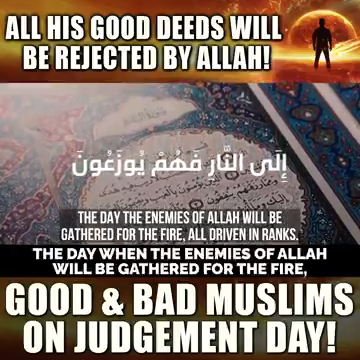 ALL HIS GOOD DEEDS WILL
BE REJECTED BY ALLAH!
إِلَى النَّارِ فَهُمْ يُوزَعُونَ
THE DAY THE ENEMIES OF ALLAH WILL BE
GATHERED FOR THE FIRE, ALL DRIVEN IN RANKS.
THE DAY WHEN THE ENEMIES OF ALLAH
WILL BE GATHERED FOR THE FIRE,
GOOD & BAD MUSLIMS
ON JUDGEMENT DAY!